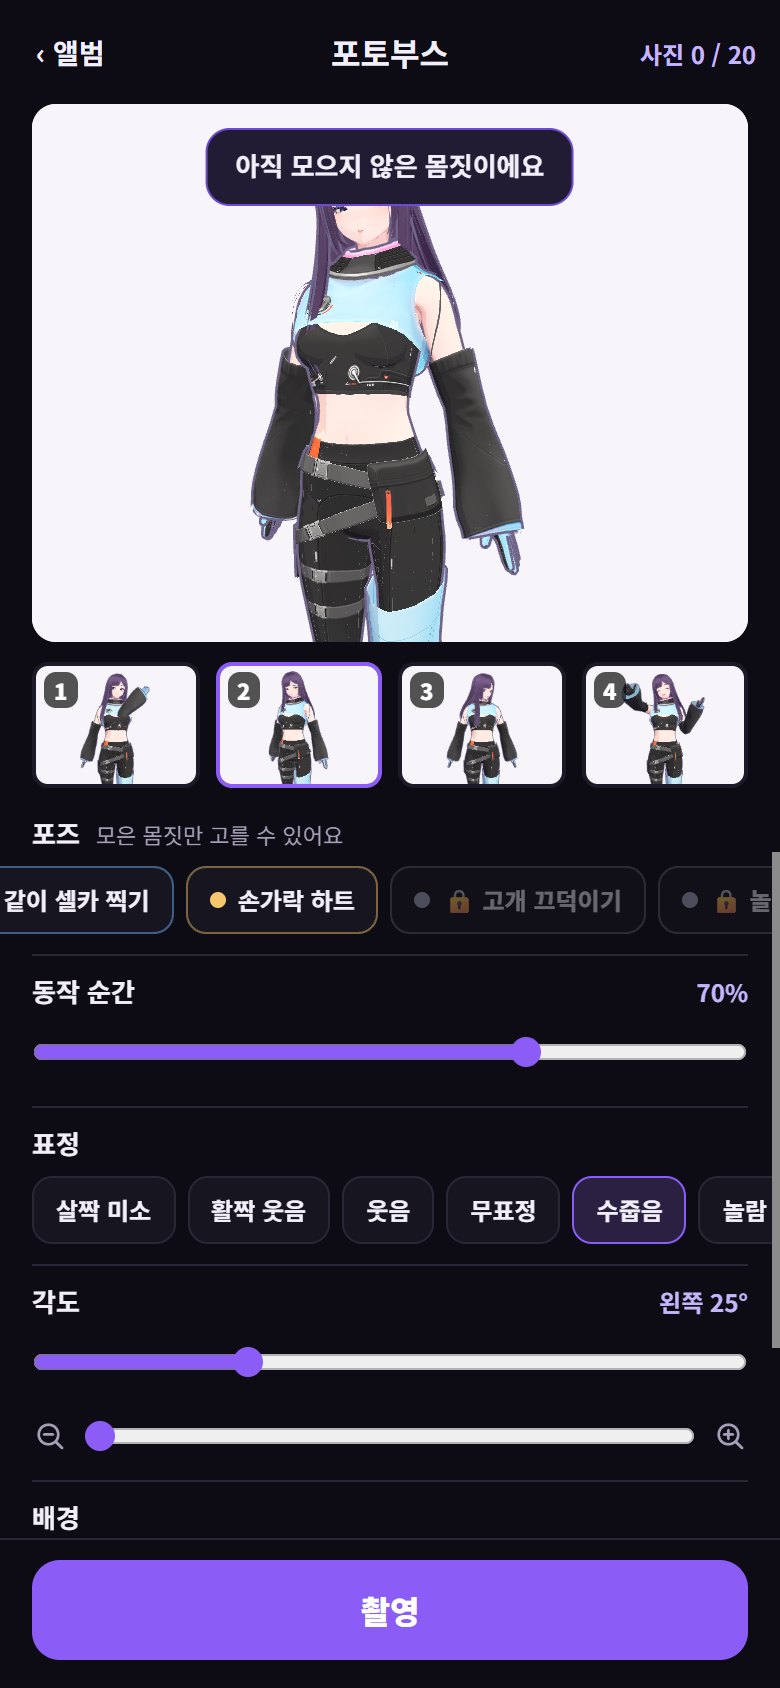 ‹ 앨범
포토부스
사진 0 / 20
아직 모으지 않은 몸짓이에요
1
2
3
4
포즈 모은 몸짓만 고를 수 있어요
같이 셀카 찍기
손가락 하트
고개 끄덕이기
동작 순간
70%
표정
살짝 미소
활짝 웃음
웃음
무표정
수줍음
놀람
각도
왼쪽 25°
배경
촬영